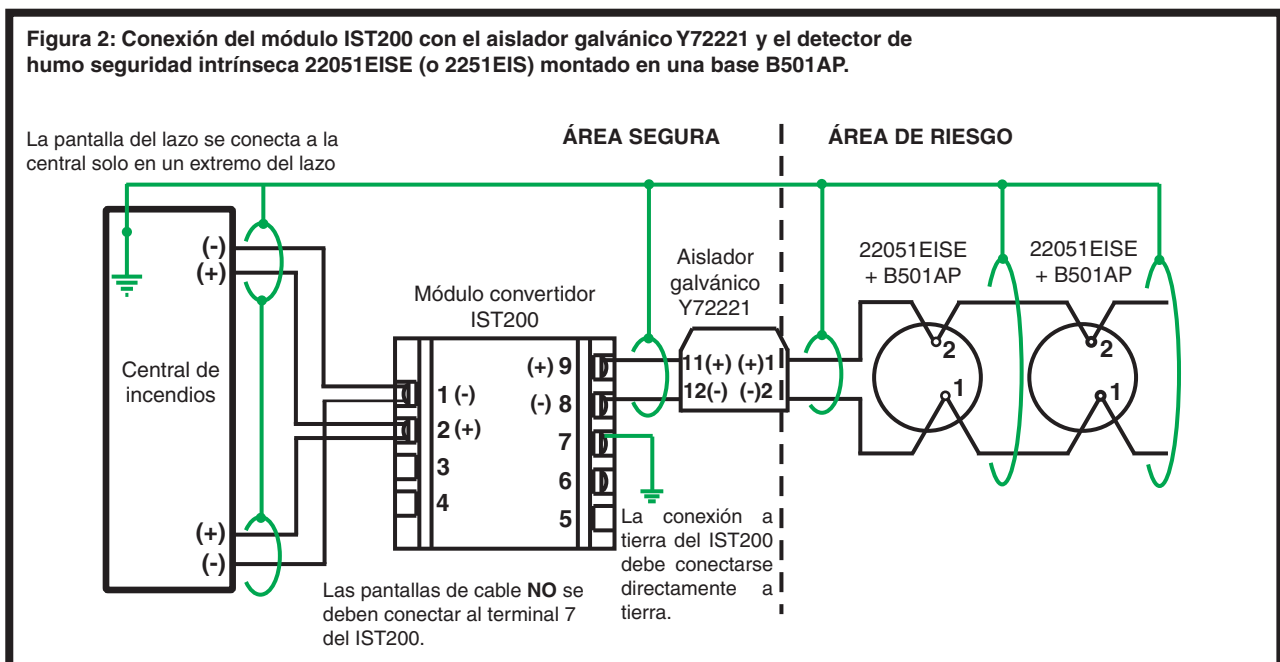 Figura 2: Conexión del módulo IST200 con el aislador galvánico Y72221 y el detector de
humo seguridad intrínseca 22051EISE (o 2251EIS) montado en una base B501AP.
La pantalla del lazo se conecta a la
central solo en un extremo del lazo
ÁREA SEGURA
ÁREA DE RIESGO
(-)
(+)
Central de
incendios
(+)
(-)
Módulo convertidor
IST200
1 (-)
2 (+)
3
4
(+) 9
(-) 8
7
6
5
Aislador
galvánico
Y72221
11(+) (+)1
12(-) (-)2
22051EISE
+ B501AP
2
1
22051EISE
+ B501AP
2
1
La conexión a
tierra del IST200
debe conectarse
directamente a
tierra.
Las pantallas de cable NO se
deben conectar al terminal 7
del IST200.